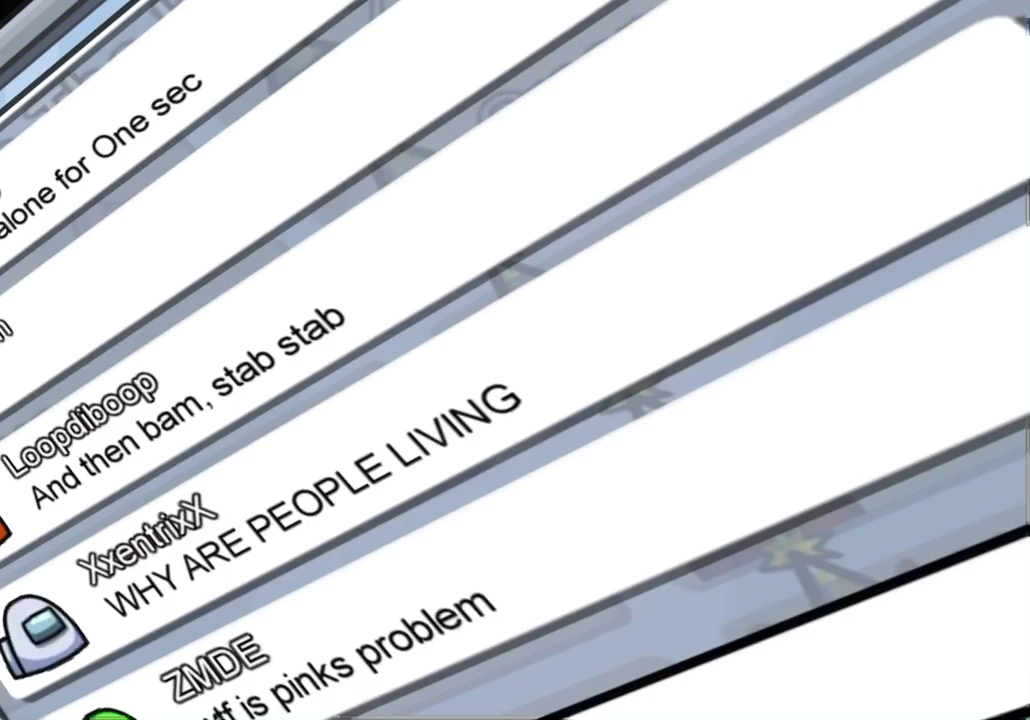 alone for One sec
Loopdiboop
And then bam, stab stab
XxentrixX
WHY ARE PEOPLE LIVING
ZMDE
wtf is pinks problem